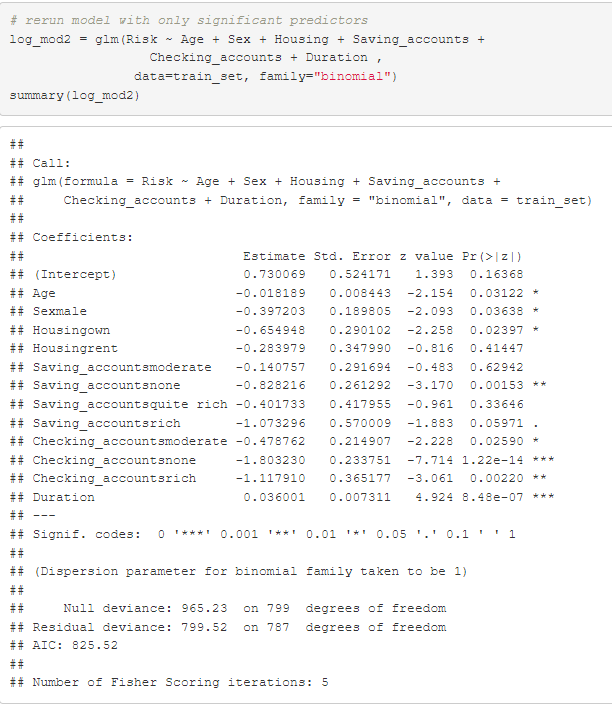 # rerun model with only significant predictors
log_mod2 = glm(Risk ~ Age + Sex + Housing + Saving_accounts +
                   Checking_accounts + Duration ,
                 data=train_set, family="binomial")
summary(log_mod2)
##
## Call:
## glm(formula = Risk ~ Age + Sex + Housing + Saving_accounts +
##     Checking_accounts + Duration, family = "binomial", data = train_set)
##
## Coefficients:
##                            Estimate Std. Error z value Pr(>|z|)
## (Intercept)                0.730069   0.524171   1.393  0.16368
## Age                       -0.018189   0.008443  -2.154  0.03122 *
## Sexmale                   -0.397203   0.189805  -2.093  0.03638 *
## Housingown                -0.654948   0.290102  -2.258  0.02397 *
## Housingrent               -0.283979   0.347990  -0.816  0.41447
## Saving_accountsmoderate   -0.140757   0.291694  -0.483  0.62942
## Saving_accountsnone       -0.828216   0.261292  -3.170  0.00153 **
## Saving_accountsquite rich -0.401733   0.417955  -0.961  0.33646
## Saving_accountsrich       -1.073296   0.570009  -1.883  0.05971 .
## Checking_accountsmoderate -0.478762   0.214907  -2.228  0.02590 *
## Checking_accountsnone     -1.803230   0.233751  -7.714 1.22e-14 ***
## Checking_accountsrich     -1.117910   0.365177  -3.061  0.00220 **
## Duration                   0.036001   0.007311   4.924 8.48e-07 ***
## ---
## Signif. codes:  0 '***' 0.001 '**' 0.01 '*' 0.05 '.' 0.1 ' ' 1
##
## (Dispersion parameter for binomial family taken to be 1)
##
##     Null deviance: 965.23  on 799  degrees of freedom
## Residual deviance: 799.52  on 787  degrees of freedom
## AIC: 825.52
##
## Number of Fisher Scoring iterations: 5